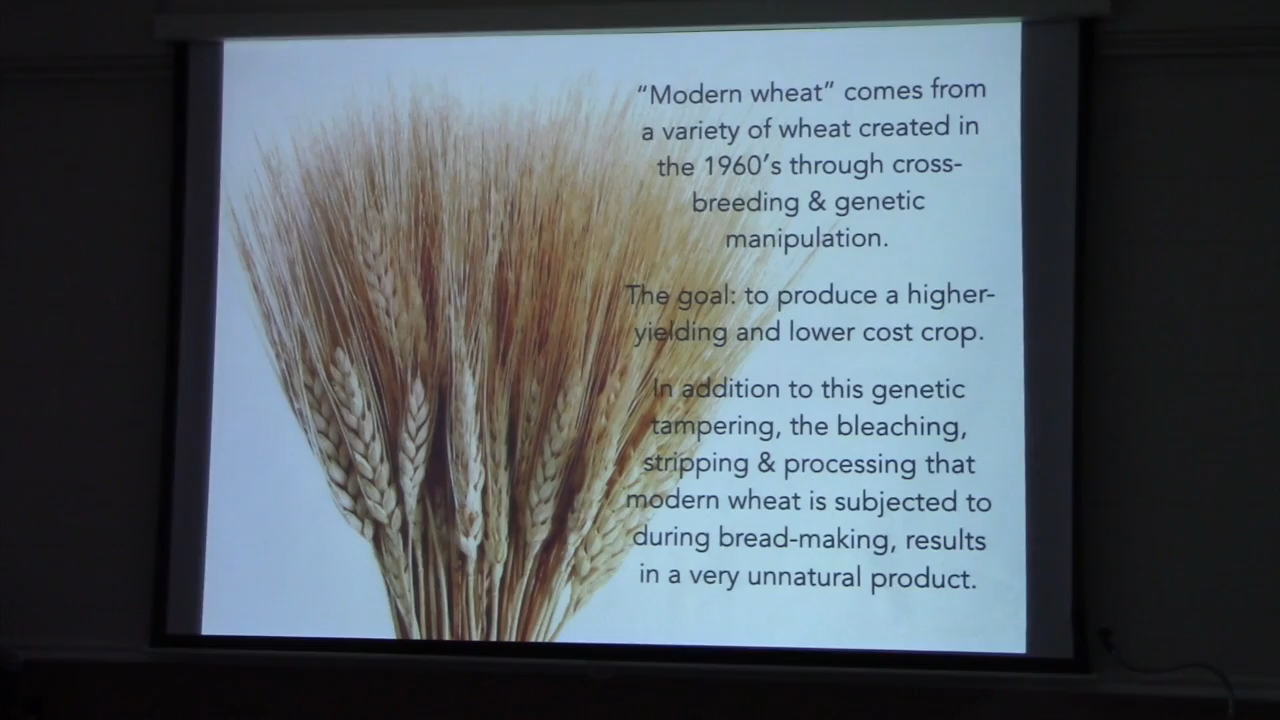 “Modern wheat” comes from
a variety of wheat created in
the 1960’s through cross-
breeding & genetic
manipulation.
The goal: to produce a higher-
yielding and lower cost crop.
In addition to this genetic
tampering, the bleaching,
stripping & processing that
modern wheat is subjected to
during bread-making, results
in a very unnatural product.